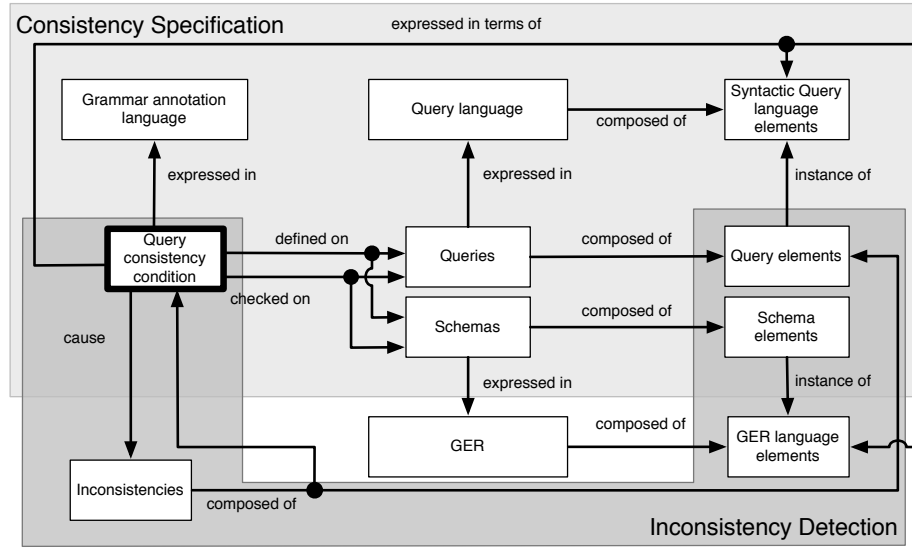 Consistency Specification
expressed in terms of
Grammar annotation
language
Query language
composed of
Syntactic Query
language
elements
expressed in
expressed in
instance of
Query
consistency
condition
defined on
checked on
Queries
composed of
Query elements
cause
Schemas
composed of
Schema
elements
expressed in
instance of
GER
composed of
GER language
elements
Inconsistencies
composed of
Inconsistency Detection